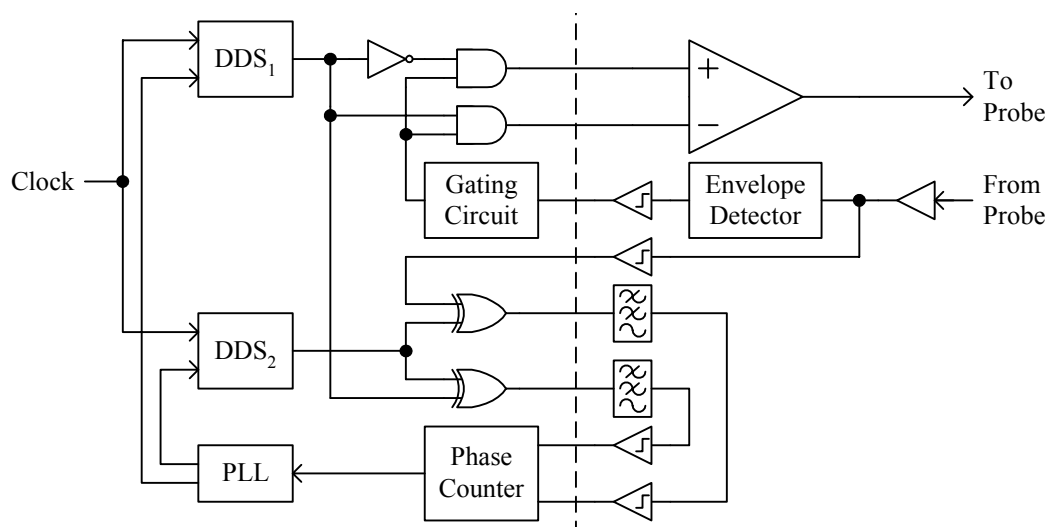 DDS₁
+
−
To
Probe
Clock
Gating
Circuit
Envelope
Detector
From
Probe
DDS₂
PLL
Phase
Counter